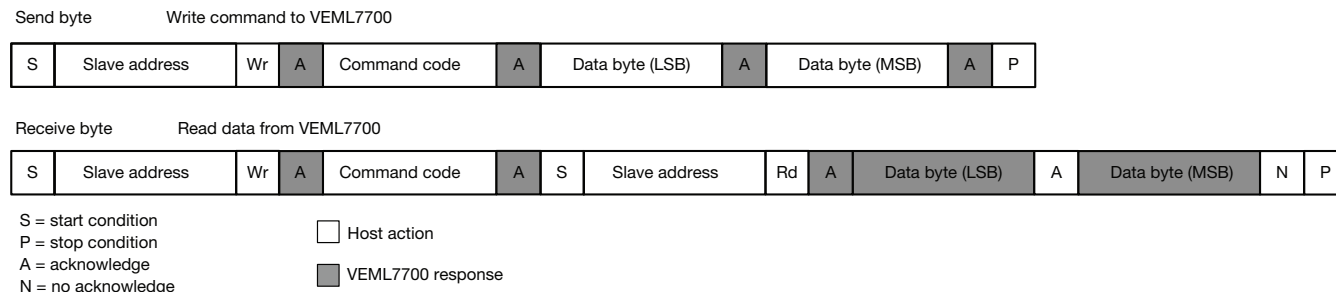 Send byte Write command to VEML7700
S Slave address Wr A Command code A Data byte (LSB) A Data byte (MSB) A P
Receive byte Read data from VEML7700
S Slave address Wr A Command code A S Slave address Rd A Data byte (LSB) A Data byte (MSB) N P
S = start condition
P = stop condition
A = acknowledge
N = no acknowledge
Host action
VEML7700 response